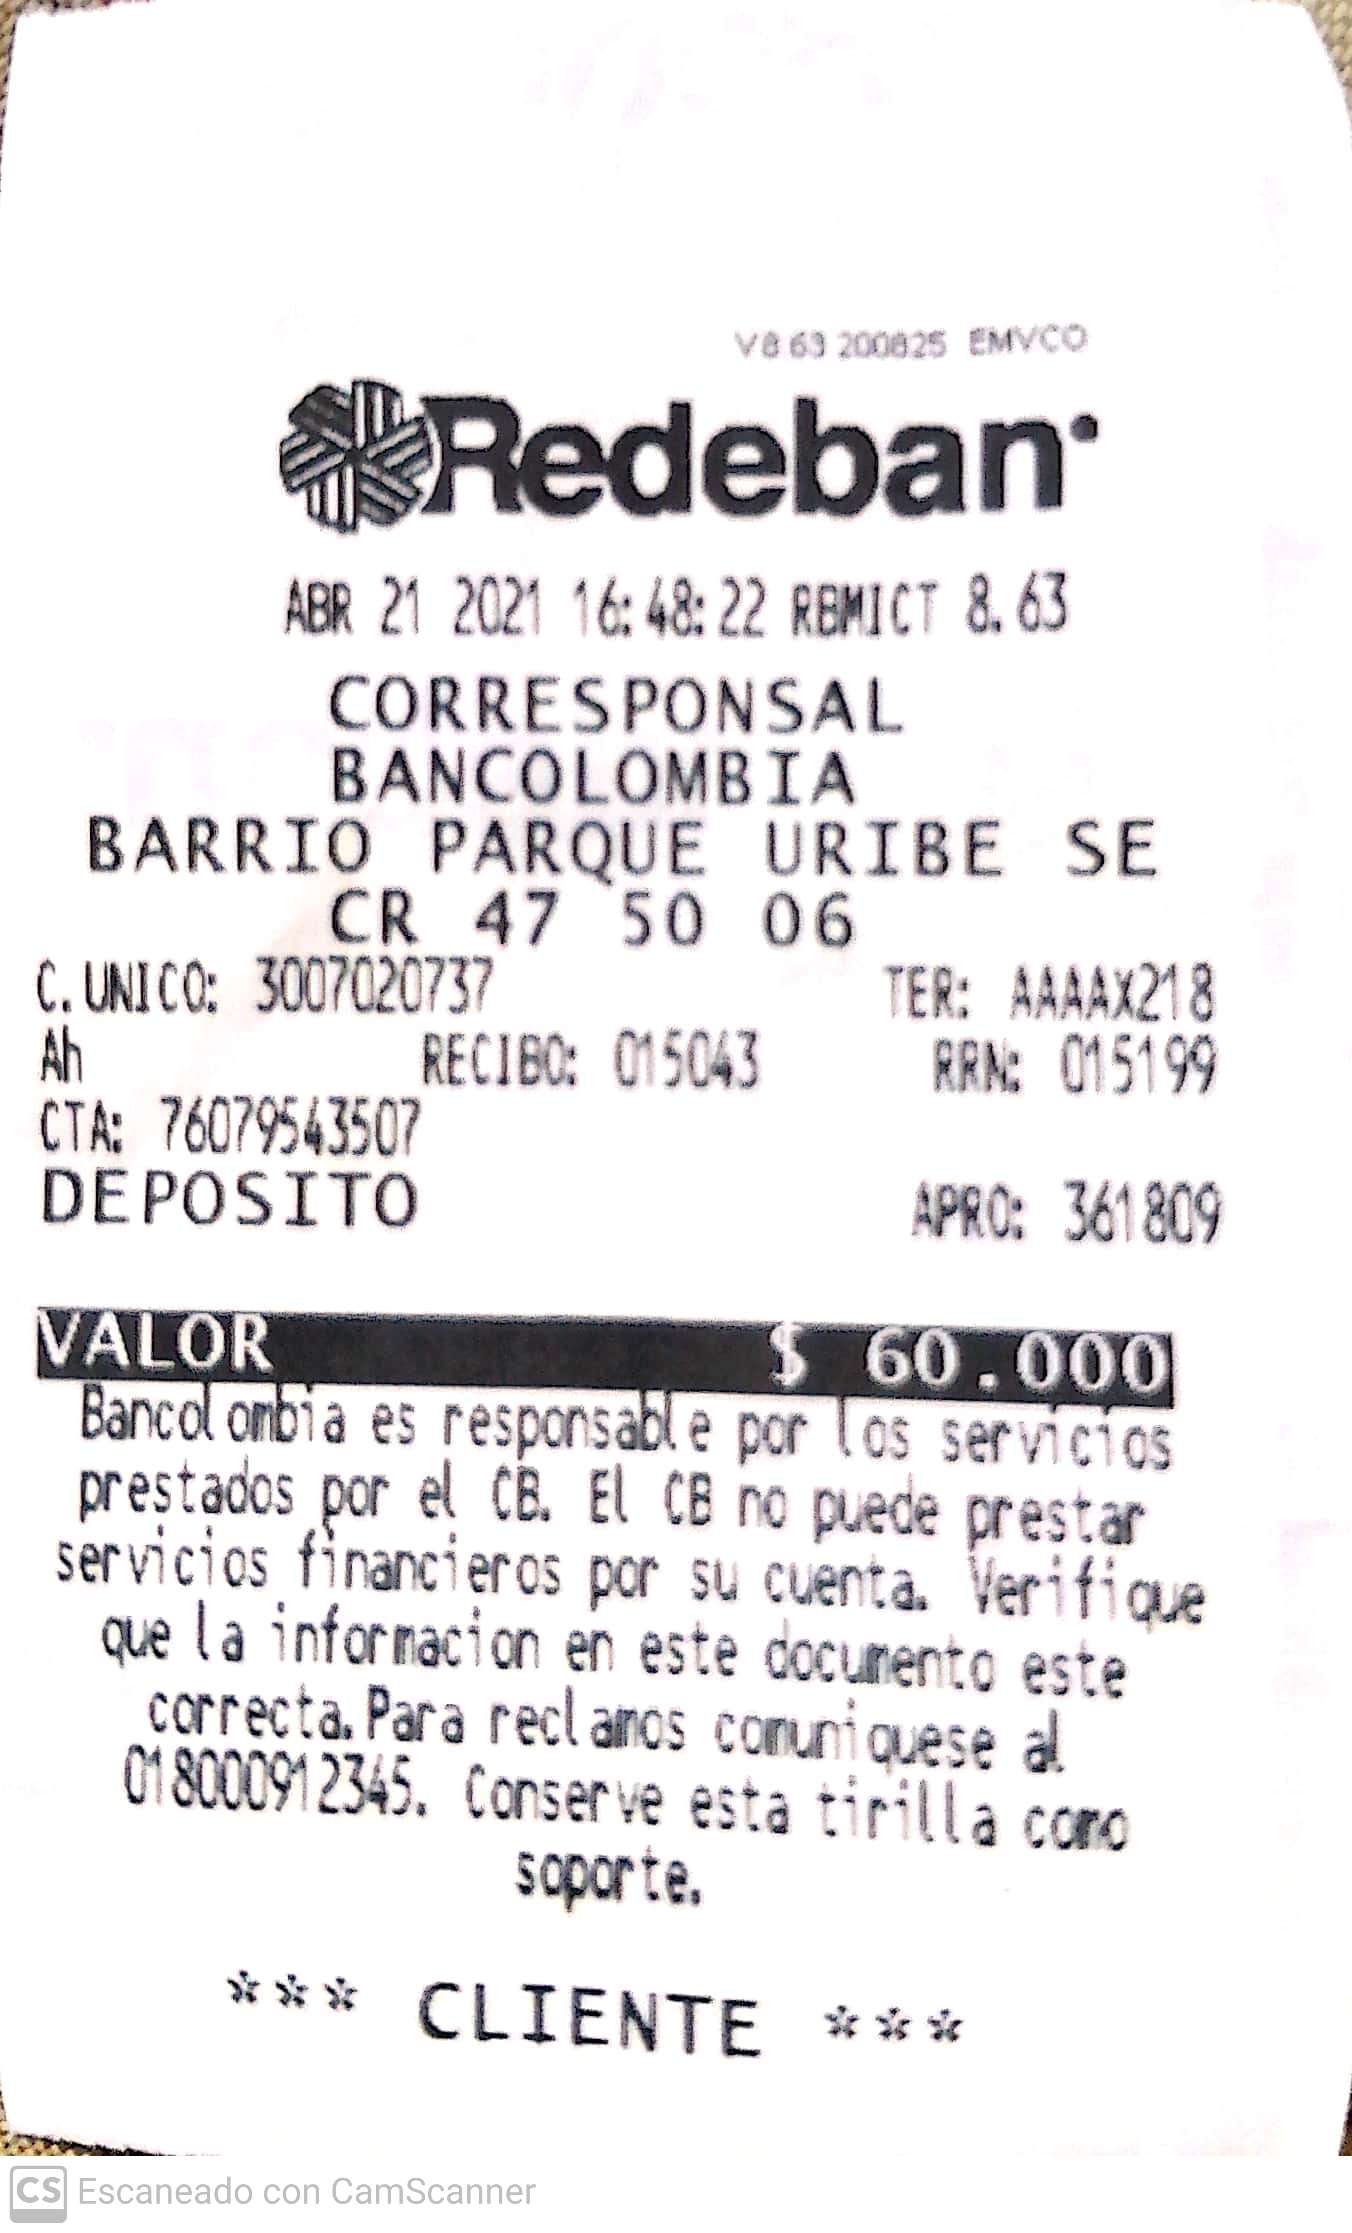 V8 63 200825 EMVCO
Redeban
ABR 21 2021 16:48:22 RBMICT 8.63
CORRESPONSAL
BANCOLOMBIA
BARRIO PARQUE URIBE SE
CR 47 50 06
C.UNICO: 3007020737 TER: AAAAX218
Ah RECIBO: 015043 RRN: 015199
CTA: 76079543507
DEPOSITO APRO: 361809
VALOR $ 60.000
Bancolombia es responsable por los servicios
prestados por el CB. El CB no puede prestar
servicios financieros por su cuenta. Verifique
que la informacion en este documento este
correcta.Para reclamos comuniquese al
018000912345. Conserve esta tirilla como
soporte.
*** CLIENTE ***
CS Escaneado con CamScanner